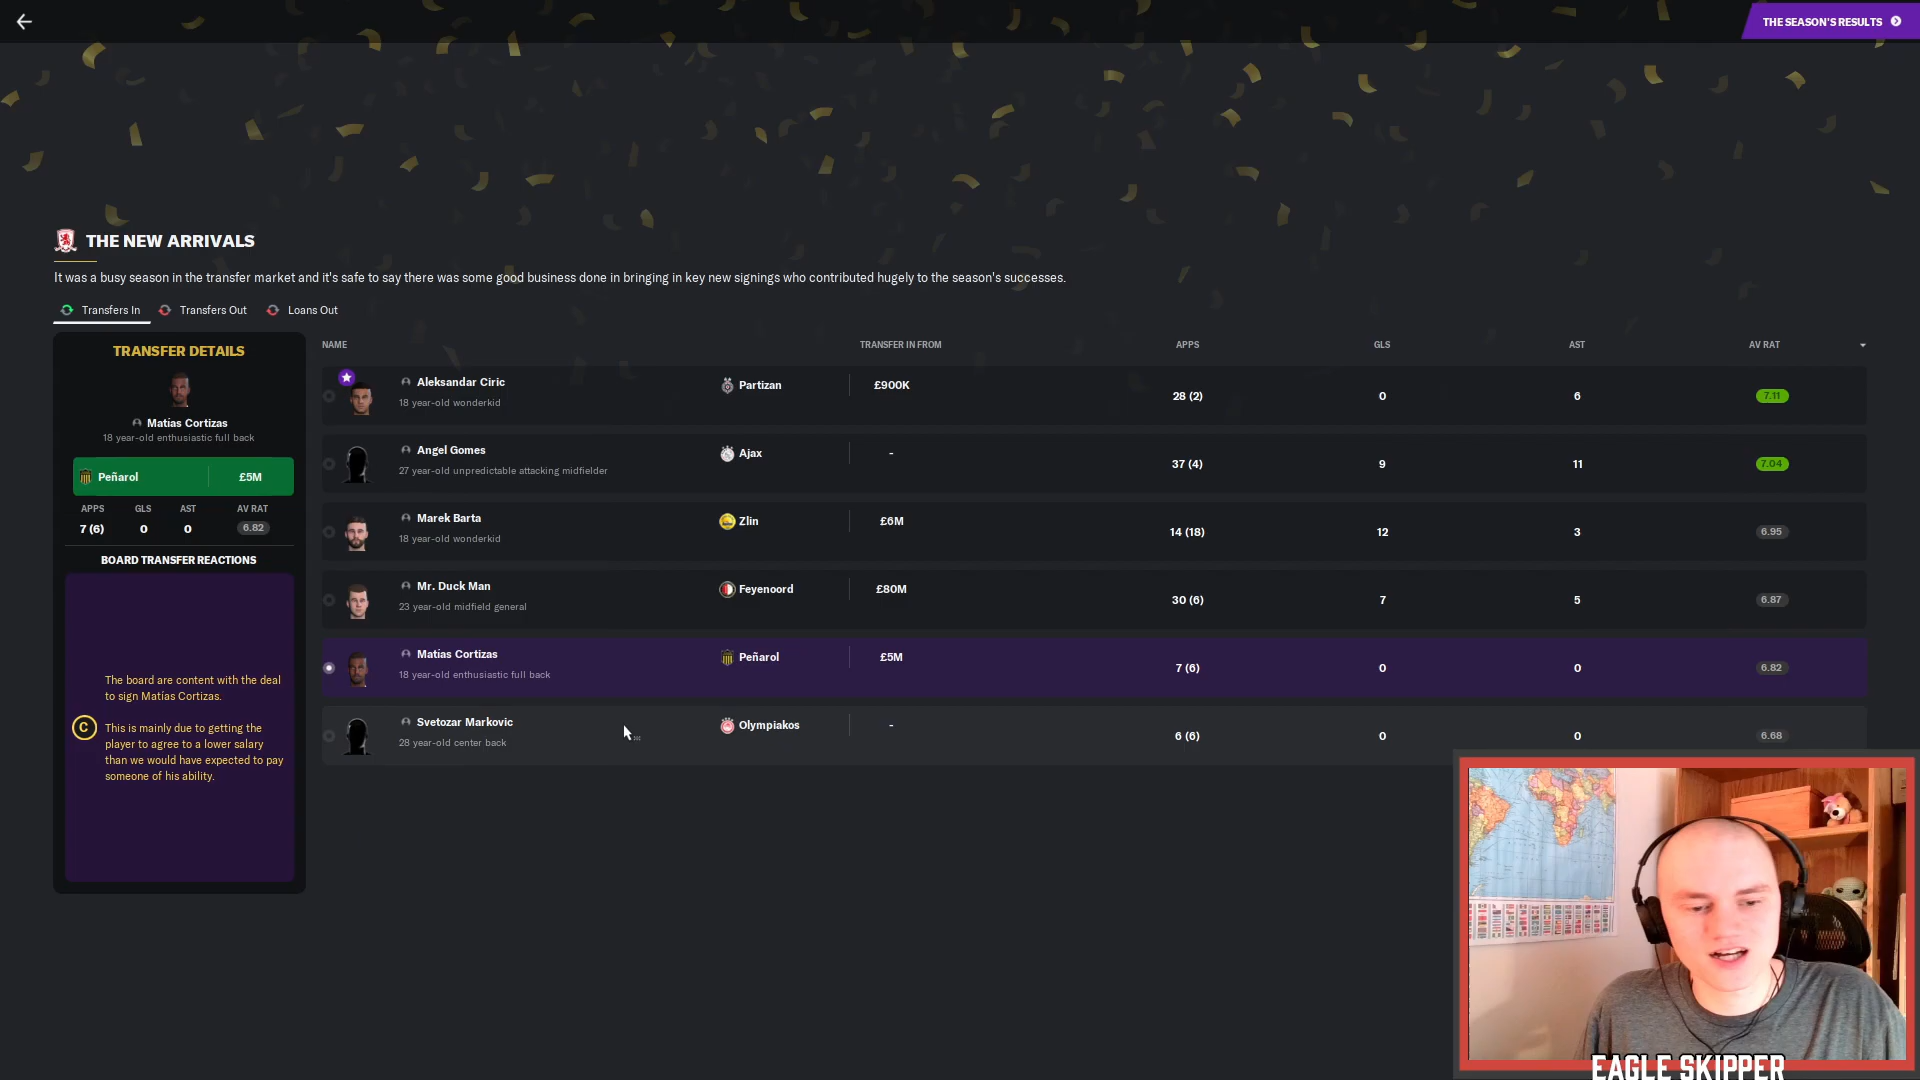 THE SEASON'S RESULTS
THE NEW ARRIVALS
It was a busy season in the transfer market and it's safe to say there was some good business done in bringing in key new signings who contributed hugely to the season's successes.
Transfers In Transfers Out Loans Out
TRANSFER DETAILS
Matías Cortizas
18 year-old enthusiastic full back
Peñarol £5M
APPS GLS AST AV RAT
7 (6) 0 0 6.82
BOARD TRANSFER REACTIONS
The board are content with the deal
to sign Matías Cortizas.
C
This is mainly due to getting the
player to agree to a lower salary
than we would have expected to pay
someone of his ability.
NAME TRANSFER IN FROM APPS GLS AST AV RAT
Aleksandar Ciric Partizan £900K 28 (2) 0 6 7.11
18 year-old wonderkid
Angel Gomes Ajax - 37 (4) 9 11 7.04
27 year-old unpredictable attacking midfielder
Marek Barta Zlin £6M 14 (18) 12 3 6.95
18 year-old wonderkid
Mr. Duck Man Feyenoord £80M 30 (6) 7 5 6.87
23 year-old midfield general
Matías Cortizas Peñarol £5M 7 (6) 0 0 6.82
18 year-old enthusiastic full back
Svetozar Markovic Olympiakos - 6 (6) 0 0 6.68
28 year-old center back
EAGLE SKIPPER